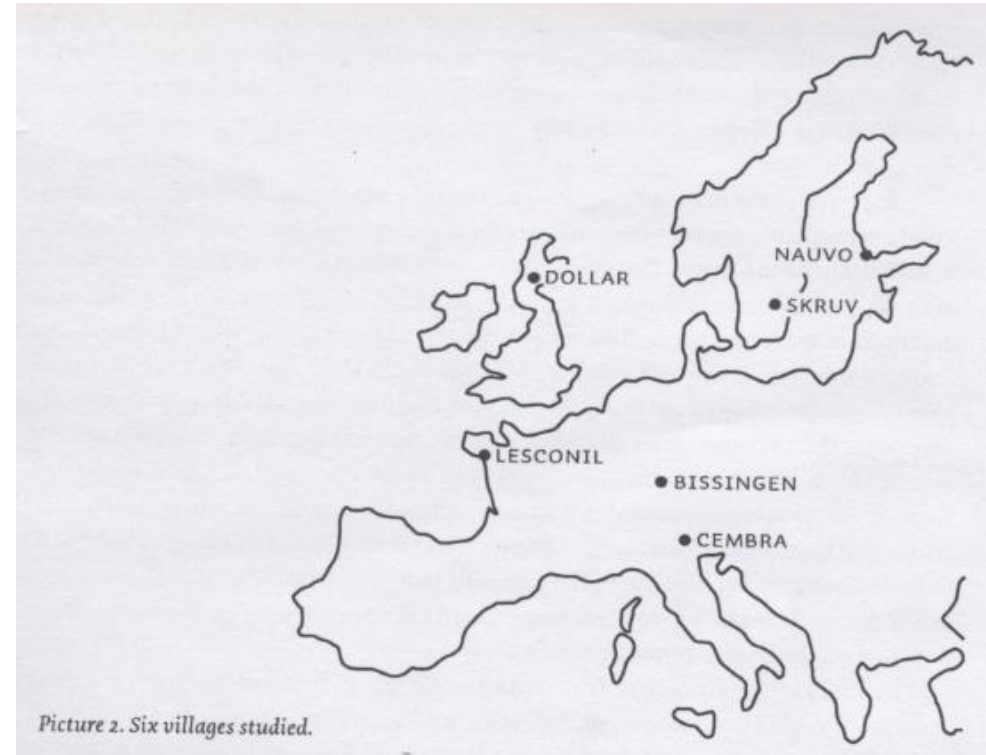 NAUVO
DOLLAR
SKRUV
LESCONIL
BISSINGEN
CEMBRA
Picture 2. Six villages studied.